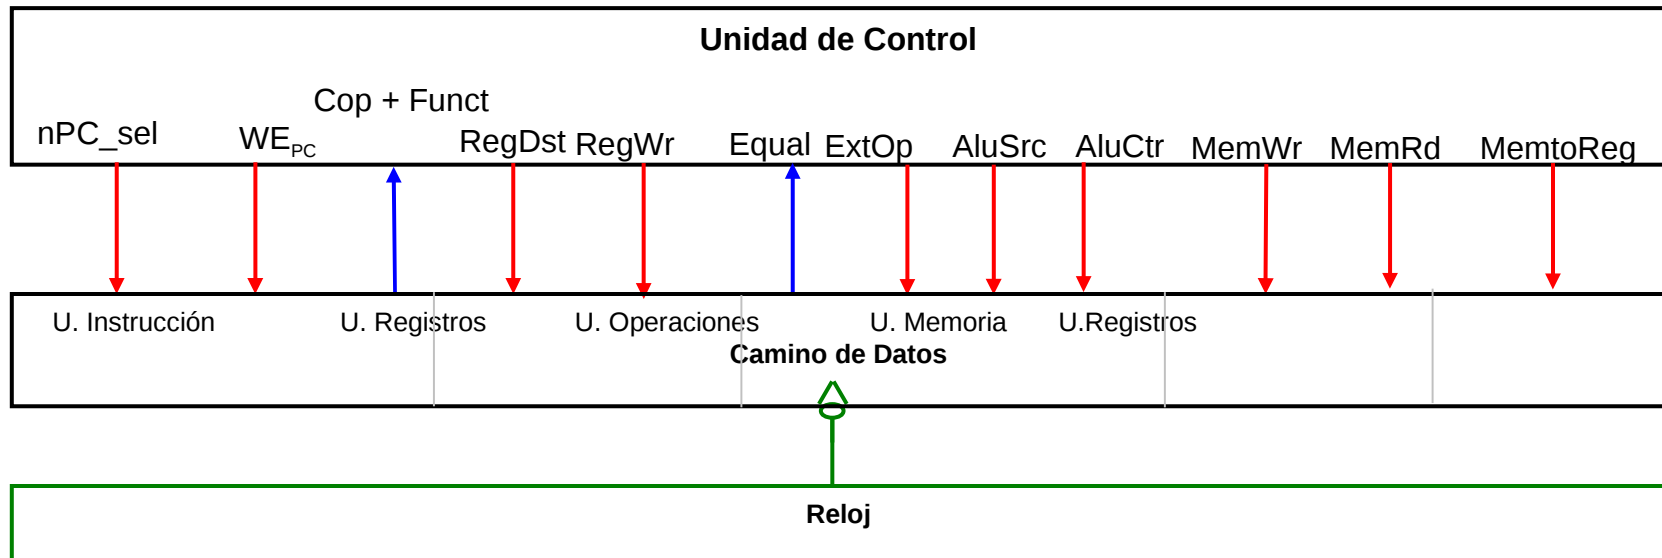 Unidad de Control
Cop + Funct
nPC_sel WE_PC RegDst RegWr Equal ExtOp AluSrc AluCtr MemWr MemRd MemtoReg
U. Instrucción U. Registros U. Operaciones U. Memoria U.Registros
Camino de Datos
Reloj